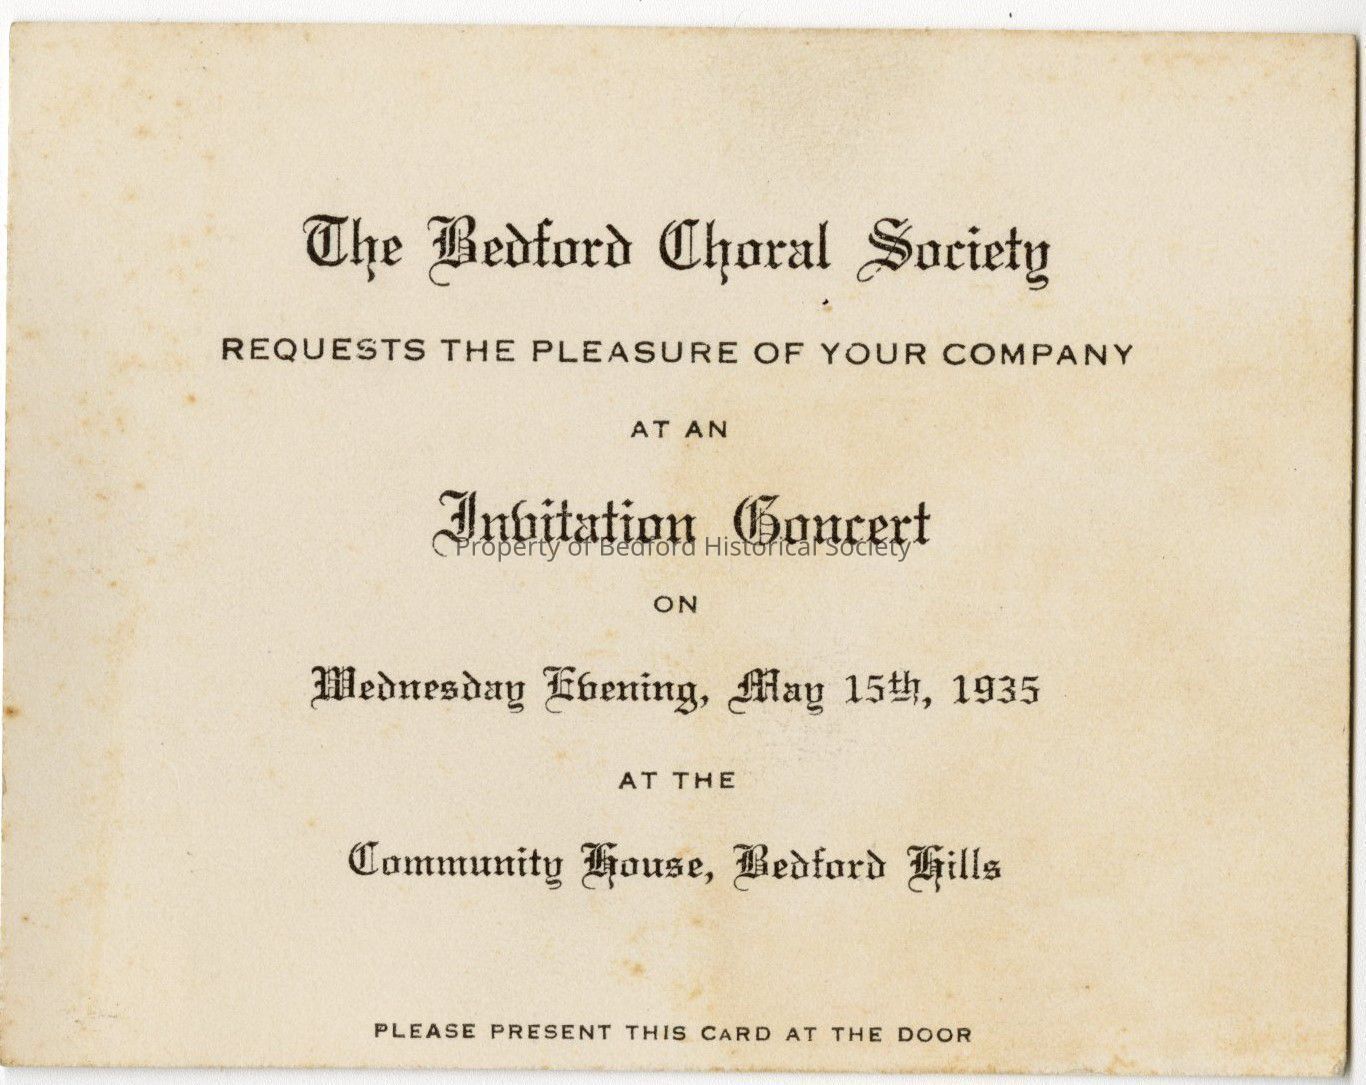 The Bedford Choral Society
REQUESTS THE PLEASURE OF YOUR COMPANY
AT AN
Invitation Concert
Property of Bedford Historical Society
ON
Wednesday Evening, May 15th, 1935
AT THE
Community House, Bedford Hills
PLEASE PRESENT THIS CARD AT THE DOOR